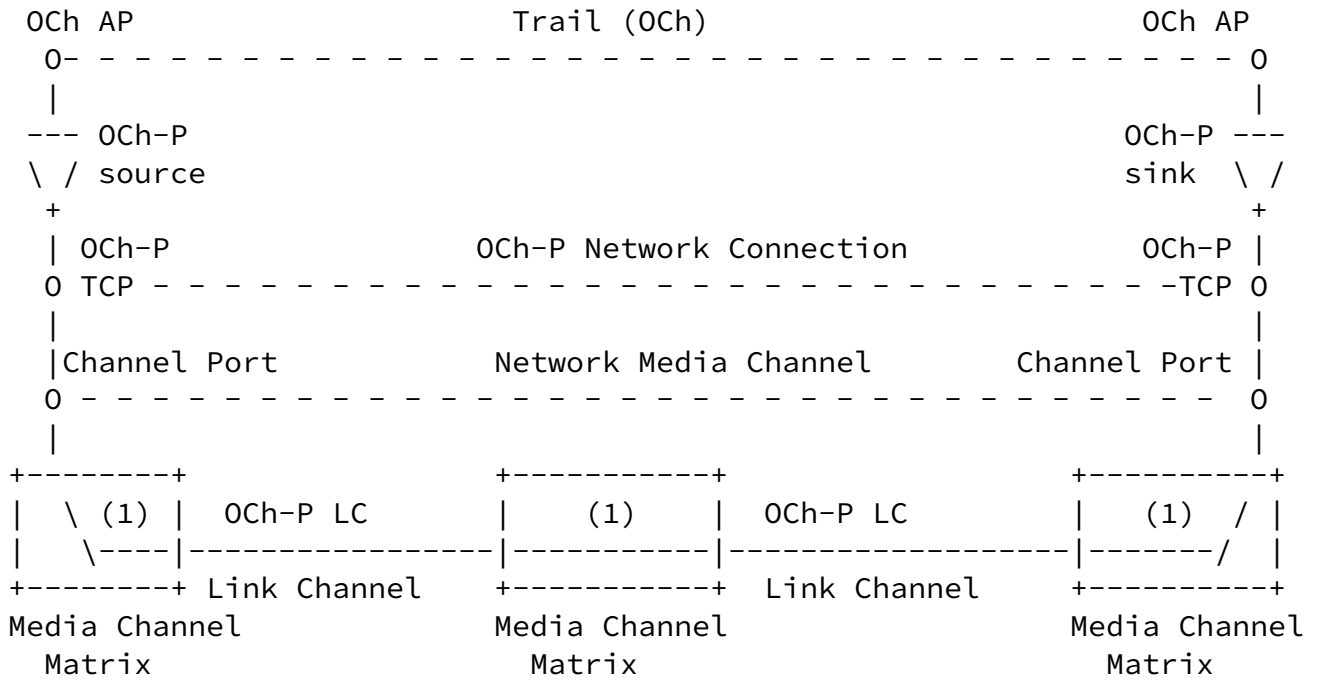 OCh AP Trail (OCh) OCh AP
O- - - - - - - - - - - - - - - - - - - - - - - - - - - - - - - - - O
| |
--- OCh-P OCh-P ---
\ / source sink \ /
+ +
| OCh-P OCh-P Network Connection OCh-P |
O TCP - - - - - - - - - - - - - - - - - - - - - - - - - - - - -TCP O
| |
|Channel Port Network Media Channel Channel Port |
O - - - - - - - - - - - - - - - - - - - - - - - - - - - - - - - - O
| |
+--------+ +-----------+ +----------+
| \ (1) | OCh-P LC | (1) | OCh-P LC | (1) / |
| \----|-----------------|-----------|-------------------|-------/ |
+--------+ Link Channel +-----------+ Link Channel +----------+
Media Channel Media Channel Media Channel
Matrix Matrix Matrix